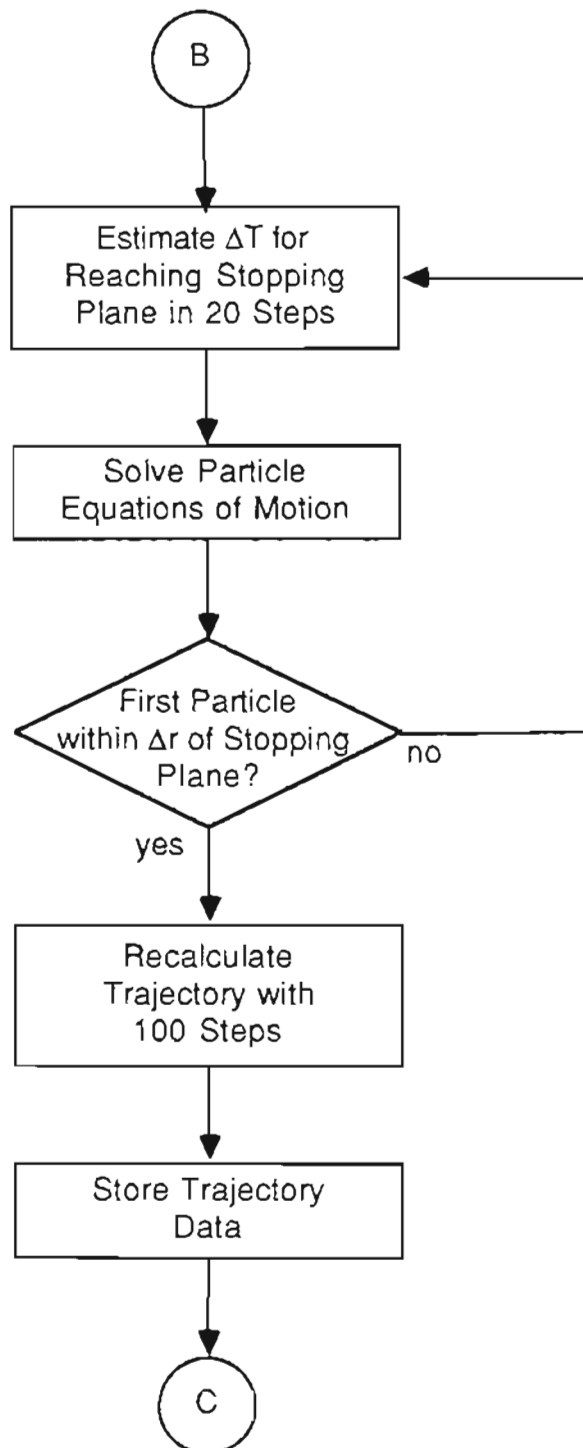 B
Estimate ΔT for
Reaching Stopping
Plane in 20 Steps
Solve Particle
Equations of Motion
First Particle
within Δr of Stopping
Plane?
no
yes
Recalculate
Trajectory with
100 Steps
Store Trajectory
Data
C